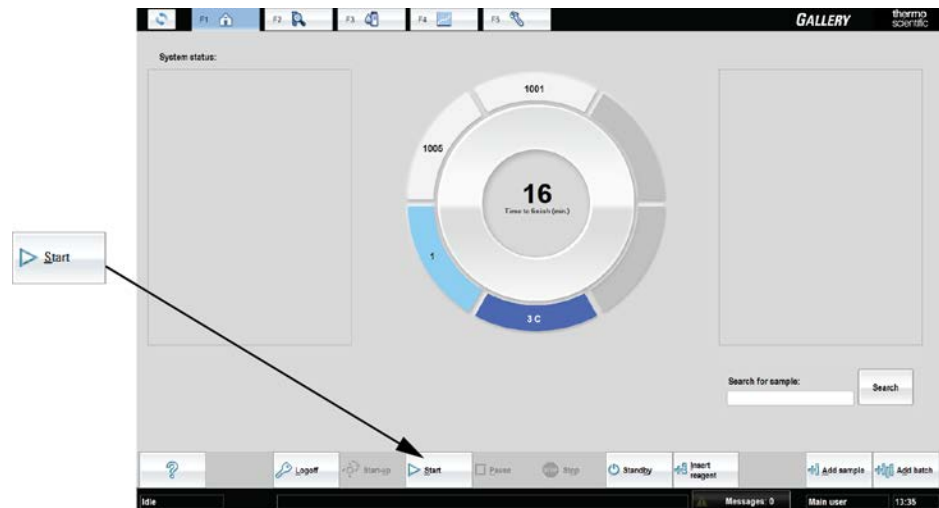 F1
F2
F3
F4
F5
GALLERY
thermo
scientific
System status:
1001
1005
16
Time to finish (min.)
1
3 C
Start
Search for sample:
Search
?
Logoff
Start-up
Start
Pause
STOP
Stop
Standby
Insert
reagent
Add sample
Add batch
Idle
Messages: 0
Main user
13:35